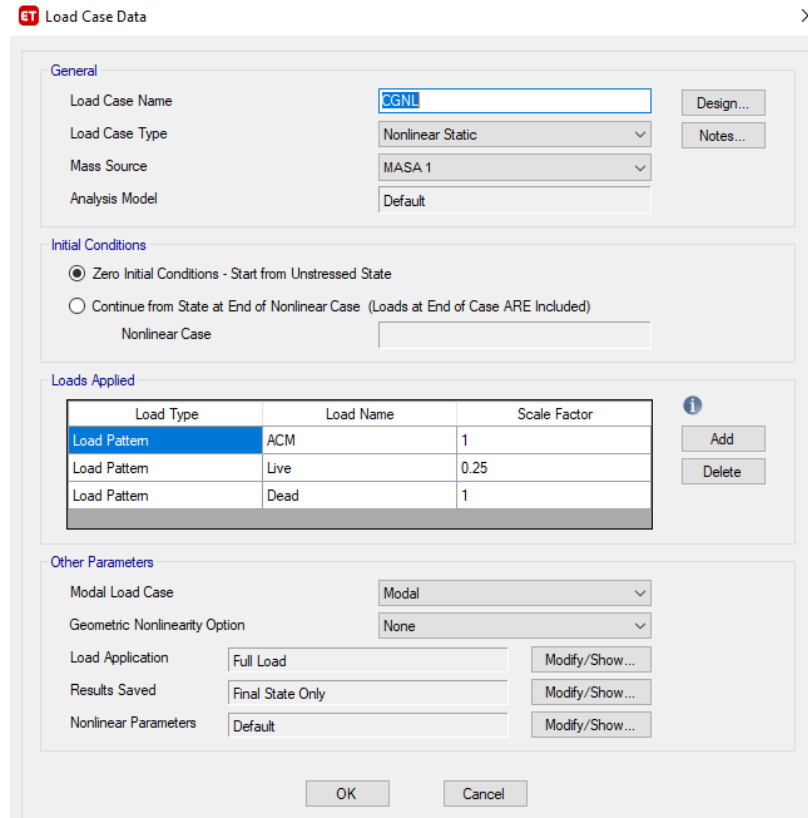 ET Load Case Data
General
Load Case Name CGNL Design...
Load Case Type Nonlinear Static Notes...
Mass Source MASA 1
Analysis Model Default
Initial Conditions
Zero Initial Conditions - Start from Unstressed State
Continue from State at End of Nonlinear Case (Loads at End of Case ARE Included)
Nonlinear Case
Loads Applied
Load Type Load Name Scale Factor
Load Pattern ACM 1 Add
Load Pattern Live 0.25 Delete
Load Pattern Dead 1
Other Parameters
Modal Load Case Modal
Geometric Nonlinearity Option None
Load Application Full Load Modify/Show...
Results Saved Final State Only Modify/Show...
Nonlinear Parameters Default Modify/Show...
OK Cancel